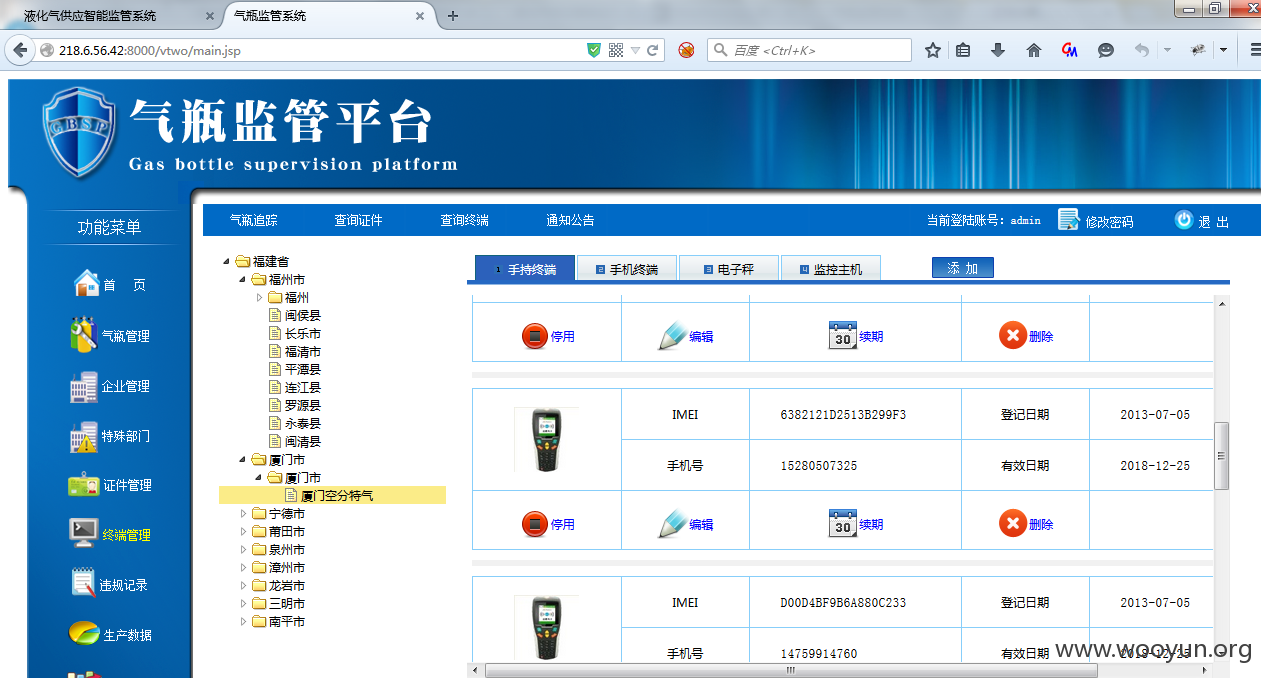 液化气供应智能监管系统
气瓶监管系统
218.6.56.42:8000/vtwo/main.jsp
百度 <Ctrl+K>
GBSP
气瓶监管平台
Gas bottle supervision platform
功能菜单
首 页
气瓶管理
企业管理
特殊部门
证件管理
终端管理
违规记录
生产数据
气瓶追踪 查询证件 查询终端 通知公告
当前登陆账号: admin 修改密码 退 出
福建省
福州市
福州
闽侯县
长乐市
福清市
平潭县
连江县
罗源县
永泰县
闽清县
厦门市
厦门市
厦门空分特气
宁德市
莆田市
泉州市
漳州市
龙岩市
三明市
南平市
1 手持终端 2 手机终端 3 电子秤 4 监控主机 添 加
停用 编辑 30 续期 删除
IMEI 6382121D2513B299F3 登记日期 2013-07-05
手机号 15280507325 有效日期 2018-12-25
停用 编辑 30 续期 删除
IMEI D00D4BF9B6A880C233 登记日期 2013-07-05
手机号 14759914760 有效日期 2018-12-25
www.wooyun.org